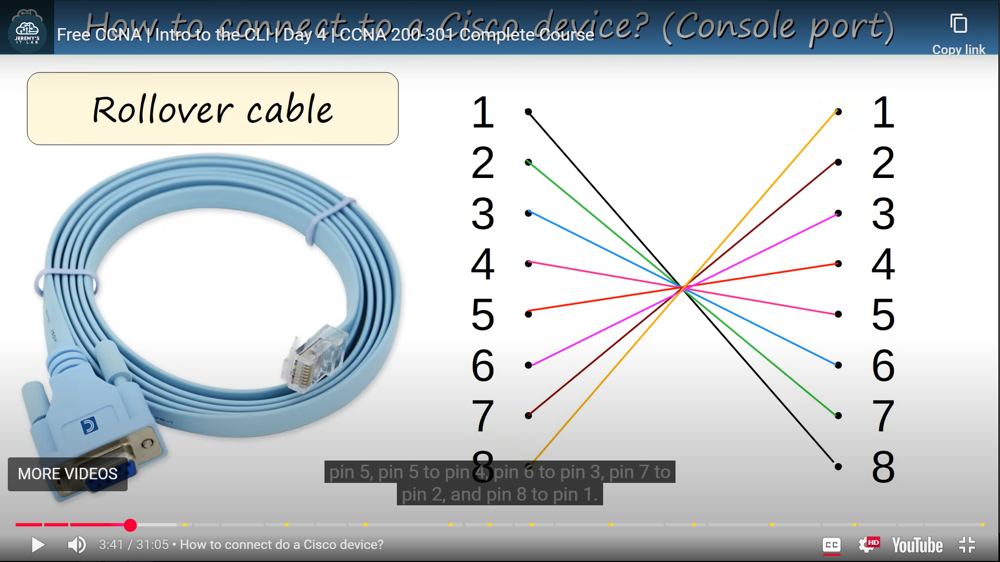 How to connect to a Cisco device? (Console port)
Free CCNA | Intro to the CLI | Day 4 | CCNA 200-301 Complete Course
JEREMY'S
IT LAB
Copy link
Rollover cable
1 1
2 2
3 3
4 4
5 5
6 6
7 7
8 8
MORE VIDEOS
pin 5, pin 5 to pin 4, pin 6 to pin 3, pin 7 to
pin 2, and pin 8 to pin 1.
3:41 / 31:05 • How to connect do a Cisco device?
CC
HD
YouTube